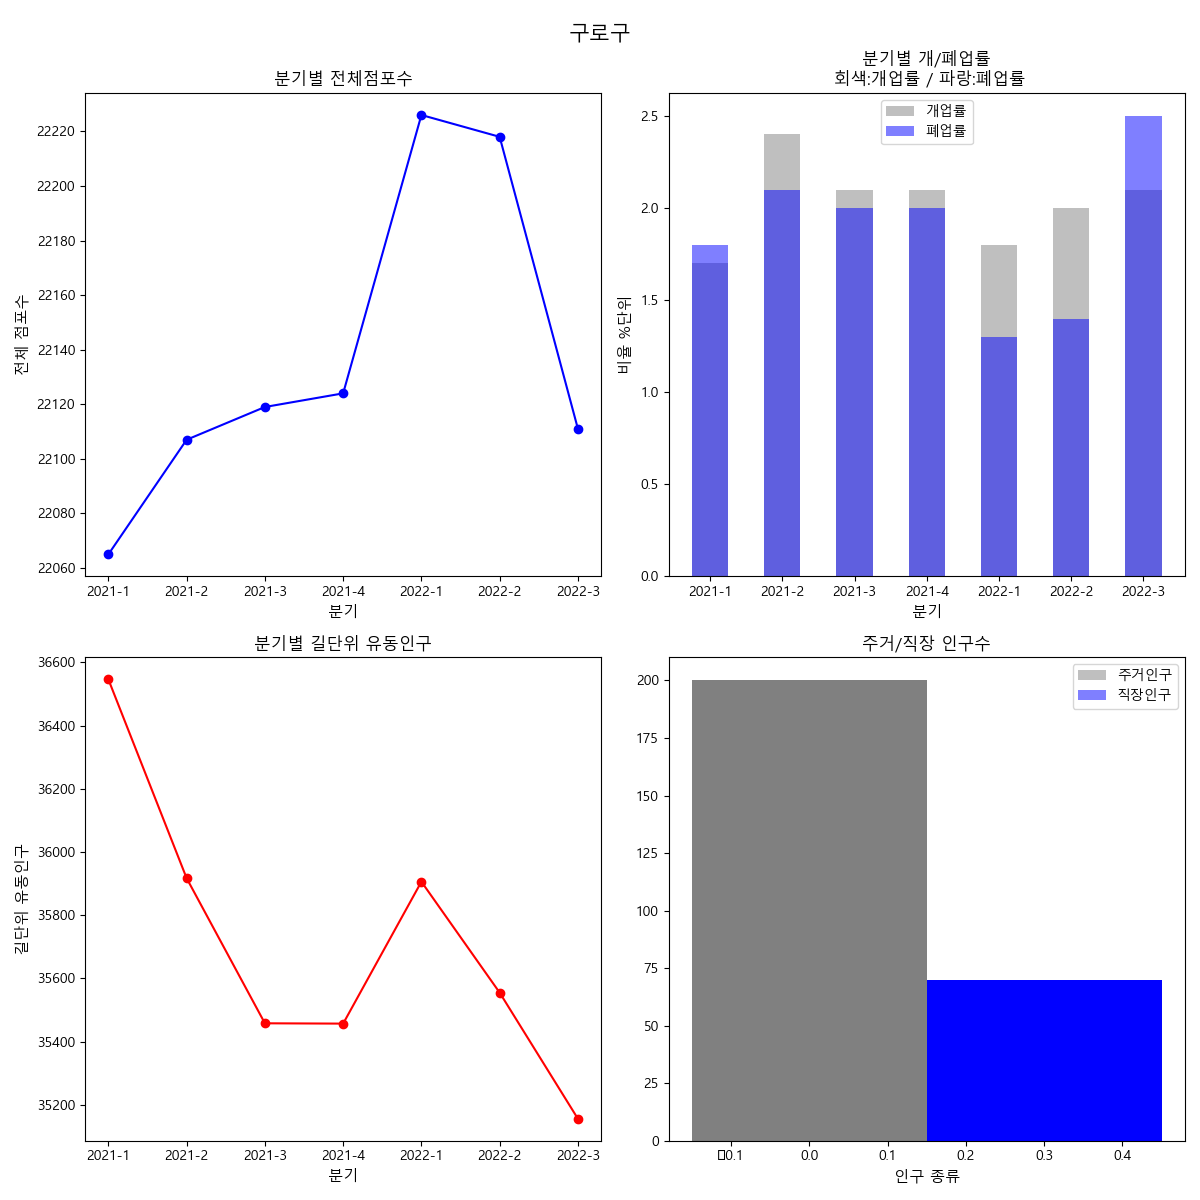 구로구
분기별 전체점포수
전체 점포수
22220
22200
22180
22160
22140
22120
22100
22080
22060
2021-1 2021-2 2021-3 2021-4 2022-1 2022-2 2022-3
분기
분기별 개/폐업률
회색:개업률 / 파랑:폐업률
개업률
폐업률
비율 %단위
2.5
2.0
1.5
1.0
0.5
0.0
2021-1 2021-2 2021-3 2021-4 2022-1 2022-2 2022-3
분기
분기별 길단위 유동인구
길단위 유동인구
36600
36400
36200
36000
35800
35600
35400
35200
2021-1 2021-2 2021-3 2021-4 2022-1 2022-2 2022-3
분기
주거/직장 인구수
주거인구
직장인구
200
175
150
125
100
75
50
25
0
▯0.1 0.0 0.1 0.2 0.3 0.4
인구 종류